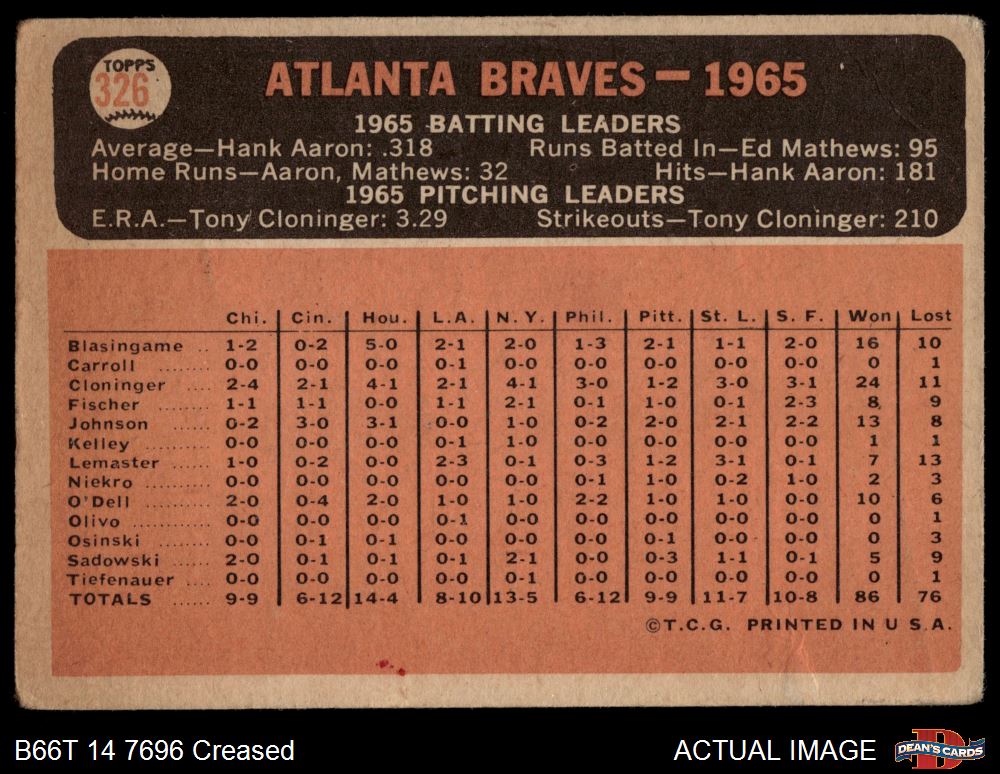 TOPPS
326
ATLANTA BRAVES — 1965
1965 BATTING LEADERS
Average—Hank Aaron: .318 Runs Batted In—Ed Mathews: 95
Home Runs—Aaron, Mathews: 32 Hits—Hank Aaron: 181
1965 PITCHING LEADERS
E.R.A.—Tony Cloninger: 3.29 Strikeouts—Tony Cloninger: 210
Chi. Cin. Hou. L.A. N. Y. Phil. Pitt. St. L. S. F. Won Lost
Blasingame .. 1-2 0-2 5-0 2-1 2-0 1-3 2-1 1-1 2-0 16 10
Carroll ........ 0-0 0-0 0-0 0-1 0-0 0-0 0-0 0-0 0-0 0 1
Cloninger .... 2-4 2-1 4-1 2-1 4-1 3-0 1-2 3-0 3-1 24 11
Fischer ........ 1-1 1-1 0-0 1-1 2-1 0-1 1-0 0-1 2-3 8 9
Johnson ...... 0-2 3-0 3-1 0-0 1-0 0-2 2-0 2-1 2-2 13 8
Kelley ........ 0-0 0-0 0-0 0-1 1-0 0-0 0-0 0-0 0-0 1 1
Lemaster ...... 1-0 0-2 0-0 2-3 0-1 0-3 1-2 3-1 0-1 7 13
Niekro ........ 0-0 0-0 0-0 0-0 0-0 0-1 1-0 0-2 1-0 2 3
O'Dell ........ 2-0 0-4 2-0 1-0 1-0 2-2 1-0 1-0 0-0 10 6
Olivo ........... 0-0 0-0 0-0 0-1 0-0 0-0 0-0 0-0 0-0 0 1
Osinski ........ 0-0 0-1 0-1 0-0 0-0 0-0 0-1 0-0 0-0 0 3
Sadowski ...... 2-0 0-1 0-1 0-1 2-1 0-0 0-3 1-1 0-1 5 9
Tiefenauer .... 0-0 0-0 0-0 0-0 0-1 0-0 0-0 0-0 0-0 0 1
TOTALS ...... 9-9 6-12 14-4 8-10 13-5 6-12 9-9 11-7 10-8 86 76
©T.C.G. PRINTED IN U S.A.
B66T 14 7696 Creased ACTUAL IMAGE
DEAN'S CARDS